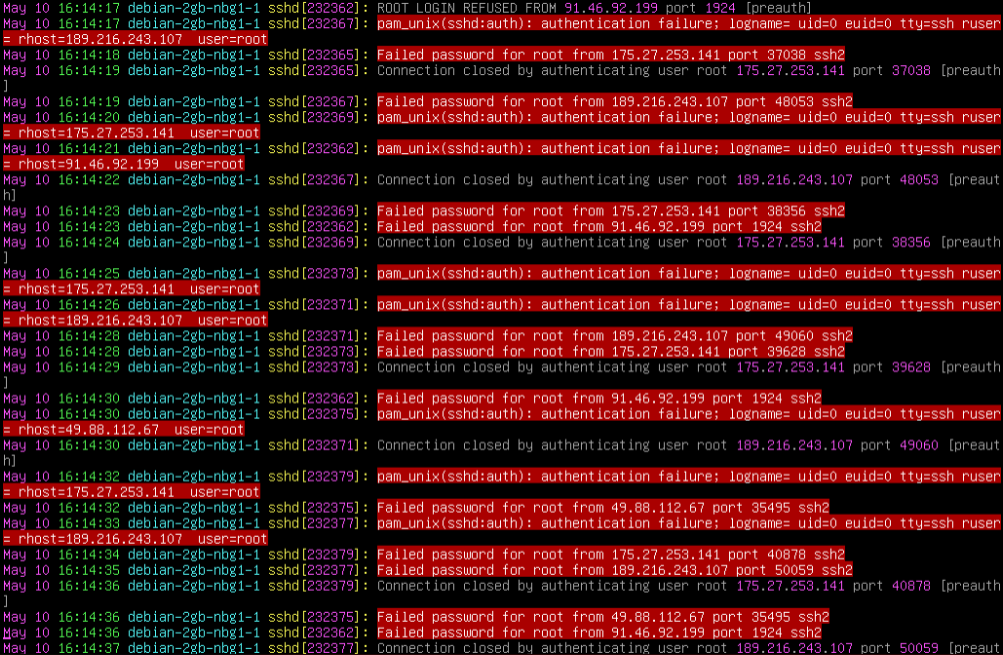 May 10 16:14:17 debian-2gb-nbg1-1 sshd[232362]: ROOT LOGIN REFUSED FROM 91.46.92.199 port 1924 [preauth]
May 10 16:14:17 debian-2gb-nbg1-1 sshd[232367]: pam_unix(sshd:auth): authentication failure; logname= uid=0 euid=0 tty=ssh ruser
= rhost=189.216.243.107  user=root
May 10 16:14:18 debian-2gb-nbg1-1 sshd[232365]: Failed password for root from 175.27.253.141 port 37038 ssh2
May 10 16:14:19 debian-2gb-nbg1-1 sshd[232365]: Connection closed by authenticating user root 175.27.253.141 port 37038 [preauth
]
May 10 16:14:19 debian-2gb-nbg1-1 sshd[232367]: Failed password for root from 189.216.243.107 port 48053 ssh2
May 10 16:14:20 debian-2gb-nbg1-1 sshd[232369]: pam_unix(sshd:auth): authentication failure; logname= uid=0 euid=0 tty=ssh ruser
= rhost=175.27.253.141  user=root
May 10 16:14:21 debian-2gb-nbg1-1 sshd[232362]: pam_unix(sshd:auth): authentication failure; logname= uid=0 euid=0 tty=ssh ruser
= rhost=91.46.92.199  user=root
May 10 16:14:22 debian-2gb-nbg1-1 sshd[232367]: Connection closed by authenticating user root 189.216.243.107 port 48053 [preaut
h]
May 10 16:14:23 debian-2gb-nbg1-1 sshd[232369]: Failed password for root from 175.27.253.141 port 38356 ssh2
May 10 16:14:23 debian-2gb-nbg1-1 sshd[232362]: Failed password for root from 91.46.92.199 port 1924 ssh2
May 10 16:14:24 debian-2gb-nbg1-1 sshd[232369]: Connection closed by authenticating user root 175.27.253.141 port 38356 [preauth
]
May 10 16:14:25 debian-2gb-nbg1-1 sshd[232373]: pam_unix(sshd:auth): authentication failure; logname= uid=0 euid=0 tty=ssh ruser
= rhost=175.27.253.141  user=root
May 10 16:14:26 debian-2gb-nbg1-1 sshd[232371]: pam_unix(sshd:auth): authentication failure; logname= uid=0 euid=0 tty=ssh ruser
= rhost=189.216.243.107  user=root
May 10 16:14:28 debian-2gb-nbg1-1 sshd[232371]: Failed password for root from 189.216.243.107 port 49060 ssh2
May 10 16:14:28 debian-2gb-nbg1-1 sshd[232373]: Failed password for root from 175.27.253.141 port 39628 ssh2
May 10 16:14:29 debian-2gb-nbg1-1 sshd[232373]: Connection closed by authenticating user root 175.27.253.141 port 39628 [preauth
]
May 10 16:14:30 debian-2gb-nbg1-1 sshd[232362]: Failed password for root from 91.46.92.199 port 1924 ssh2
May 10 16:14:30 debian-2gb-nbg1-1 sshd[232375]: pam_unix(sshd:auth): authentication failure; logname= uid=0 euid=0 tty=ssh ruser
= rhost=49.88.112.67  user=root
May 10 16:14:30 debian-2gb-nbg1-1 sshd[232371]: Connection closed by authenticating user root 189.216.243.107 port 49060 [preaut
h]
May 10 16:14:32 debian-2gb-nbg1-1 sshd[232379]: pam_unix(sshd:auth): authentication failure; logname= uid=0 euid=0 tty=ssh ruser
= rhost=175.27.253.141  user=root
May 10 16:14:32 debian-2gb-nbg1-1 sshd[232375]: Failed password for root from 49.88.112.67 port 35495 ssh2
May 10 16:14:33 debian-2gb-nbg1-1 sshd[232377]: pam_unix(sshd:auth): authentication failure; logname= uid=0 euid=0 tty=ssh ruser
= rhost=189.216.243.107  user=root
May 10 16:14:34 debian-2gb-nbg1-1 sshd[232379]: Failed password for root from 175.27.253.141 port 40878 ssh2
May 10 16:14:35 debian-2gb-nbg1-1 sshd[232377]: Failed password for root from 189.216.243.107 port 50059 ssh2
May 10 16:14:36 debian-2gb-nbg1-1 sshd[232379]: Connection closed by authenticating user root 175.27.253.141 port 40878 [preauth
]
May 10 16:14:36 debian-2gb-nbg1-1 sshd[232375]: Failed password for root from 49.88.112.67 port 35495 ssh2
May 10 16:14:36 debian-2gb-nbg1-1 sshd[232362]: Failed password for root from 91.46.92.199 port 1924 ssh2
May 10 16:14:37 debian-2gb-nbg1-1 sshd[232377]: Connection closed by authenticating user root 189.216.243.107 port 50059 [preaut